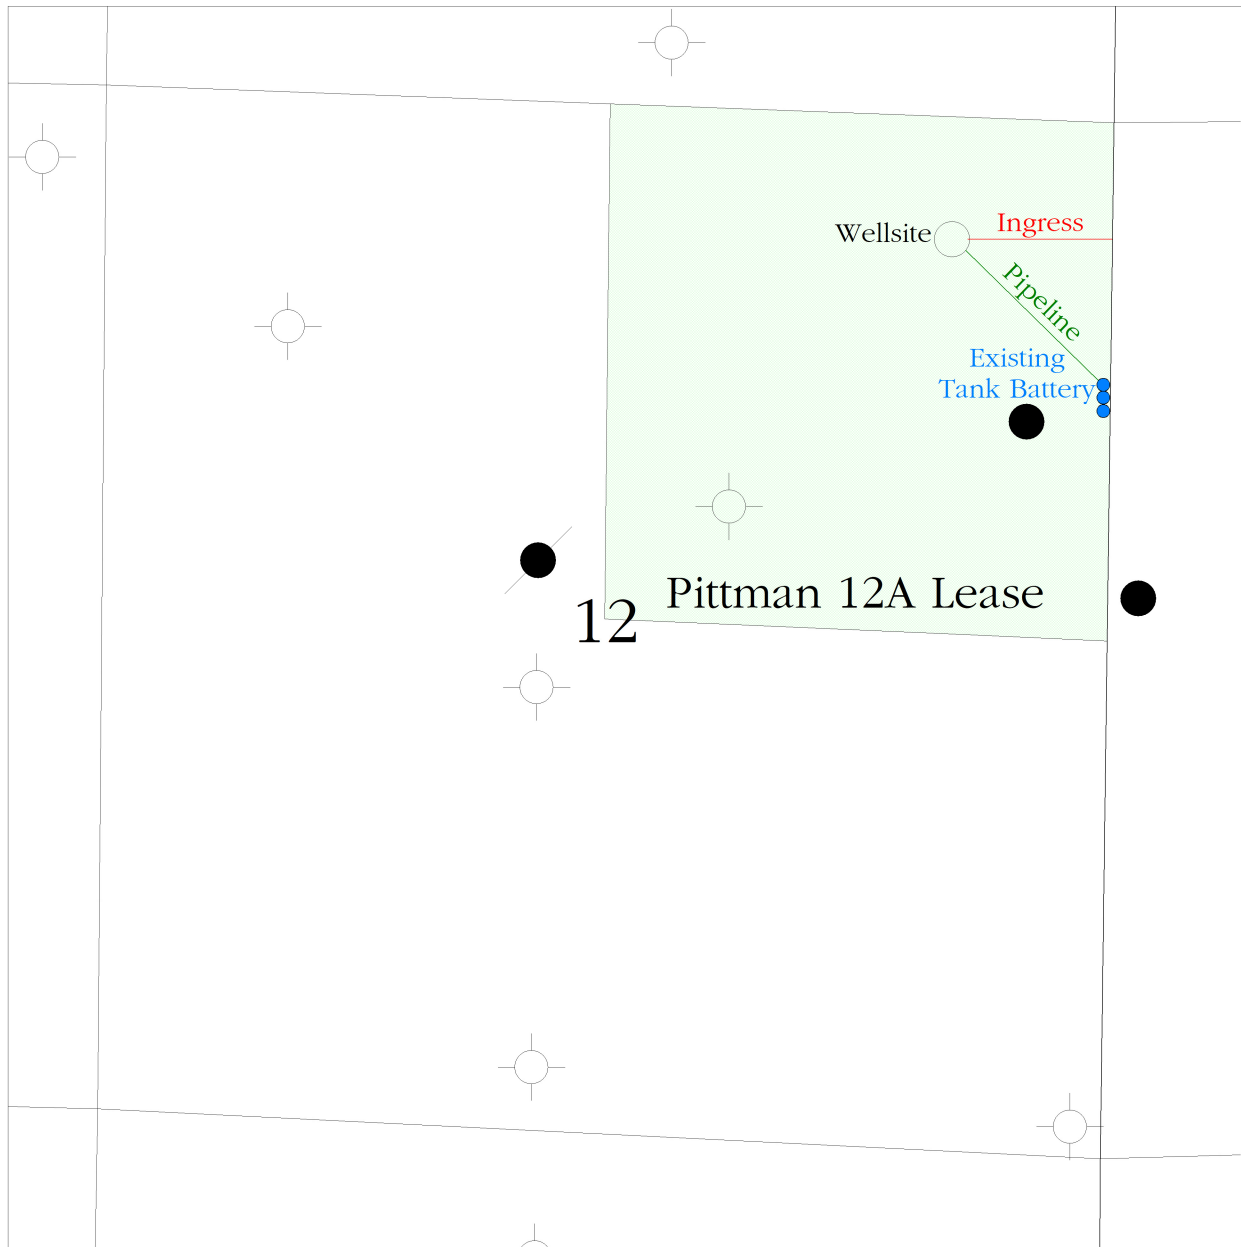 Ingress
Wellsite
Pipeline
Existing
Tank Battery
Pittman 12A Lease
12